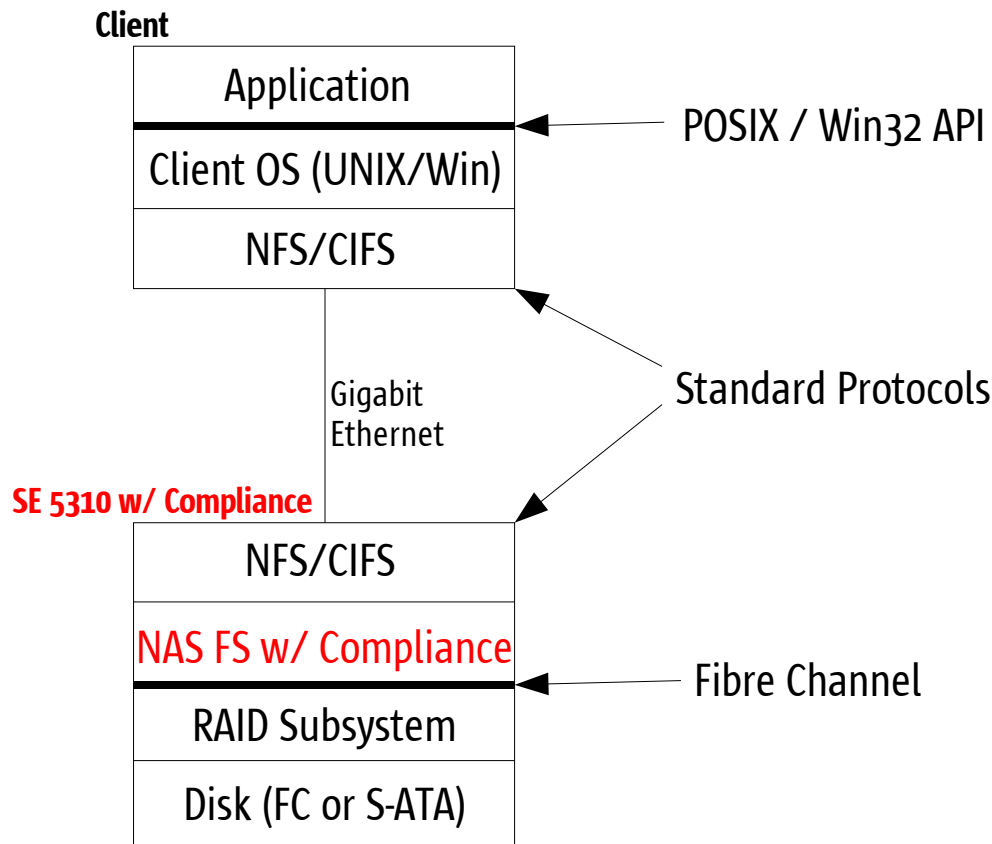 Client
Application
POSIX / Win32 API
Client OS (UNIX/Win)
NFS/CIFS
Standard Protocols
Gigabit
Ethernet
SE 5310 w/ Compliance
NFS/CIFS
NAS FS w/ Compliance
Fibre Channel
RAID Subsystem
Disk (FC or S-ATA)